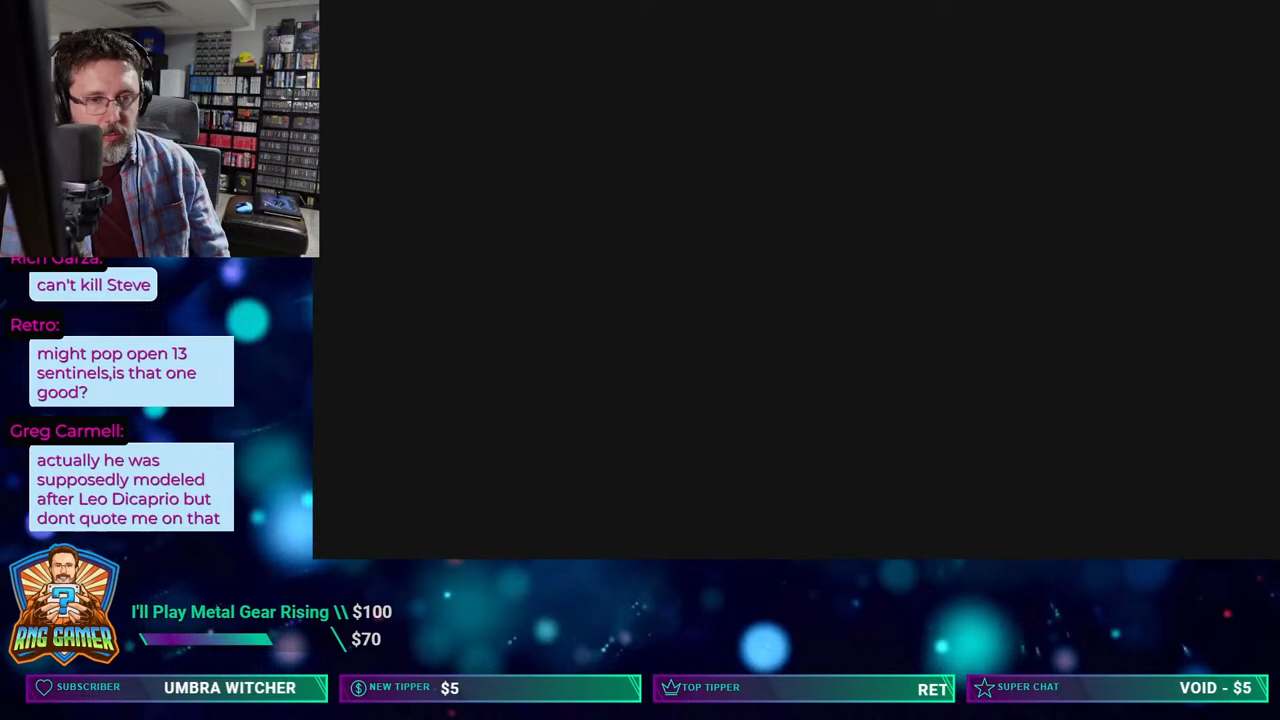 Rich Garza:
can't kill Steve
Retro:
might pop open 13
sentinels,is that one
good?
Greg Carmell:
actually he was
supposedly modeled
after Leo Dicaprio but
dont quote me on that
?
RNG GAMER
I'll Play Metal Gear Rising \\ $100
$70
SUBSCRIBER UMBRA WITCHER
NEW TIPPER $5
TOP TIPPER RET
SUPER CHAT VOID - $5